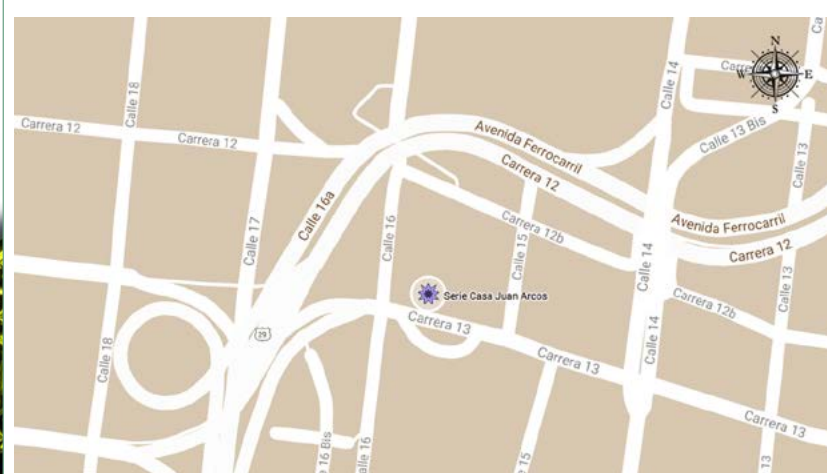 Calle 18
Carrera 12
Carrera 12
Calle 17
Calle 16a
Calle 16
Avenida Ferrocarril
Carrera 12
Calle 14
N
W
E
S
Calle 13 Bis
Calle 13
Carrera 12b
Calle 15
Avenida Ferrocarril
Carrera 12
Calle 14
Calle 13
Carrera 12b
Serie Casa Juan Arcos
Carrera 13
29
Calle 18
Calle 14
Carrera 13
Carrera 13
16 Bis
16
15
13